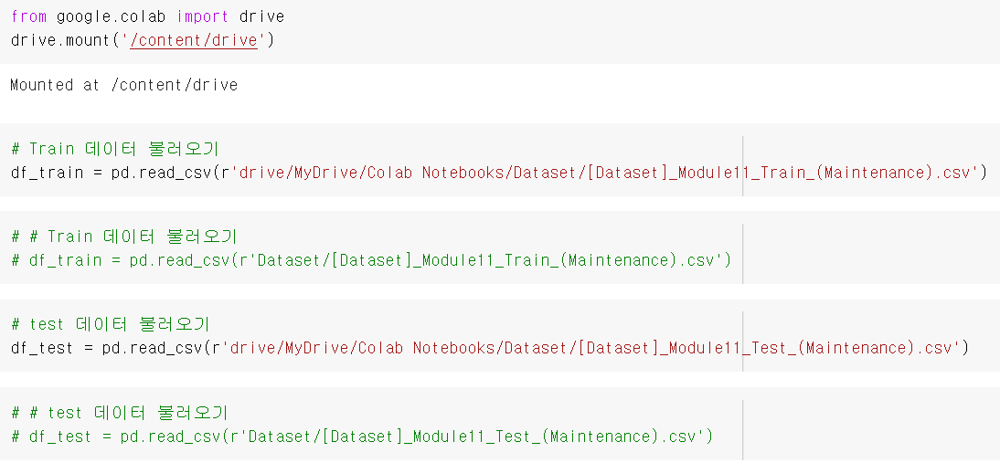 from google.colab import drive
drive.mount('/content/drive')
Mounted at /content/drive
# Train 데이터 불러오기
df_train = pd.read_csv(r'drive/MyDrive/Colab Notebooks/Dataset/[Dataset]_Module11_Train_(Maintenance).csv')
# # Train 데이터 불러오기
# df_train = pd.read_csv(r'Dataset/[Dataset]_Module11_Train_(Maintenance).csv')
# test 데이터 불러오기
df_test = pd.read_csv(r'drive/MyDrive/Colab Notebooks/Dataset/[Dataset]_Module11_Test_(Maintenance).csv')
# # test 데이터 불러오기
# df_test = pd.read_csv(r'Dataset/[Dataset]_Module11_Test_(Maintenance).csv')